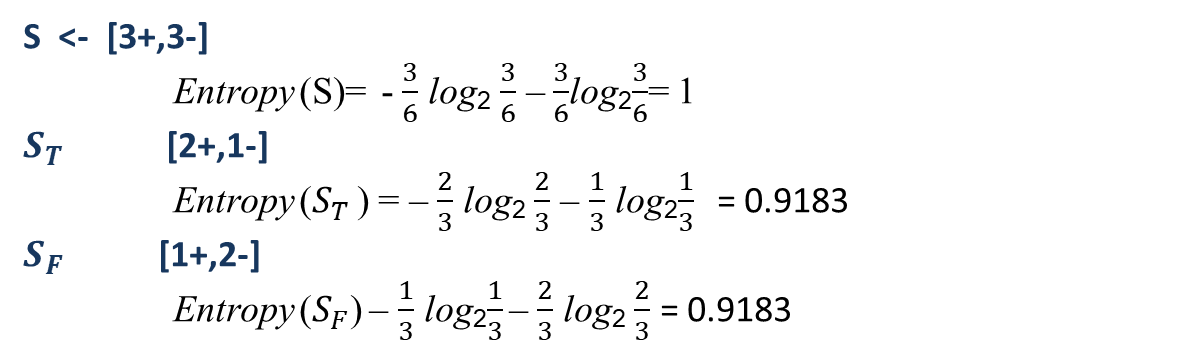 S <- [3+,3-]
Entropy(S)= - 3/6 log₂ 3/6 – 3/6 log₂ 3/6 = 1
S_T [2+,1-]
Entropy(S_T ) = – 2/3 log₂ 2/3 – 1/3 log₂ 1/3 = 0.9183
S_F [1+,2-]
Entropy(S_F) – 1/3 log₂ 1/3 – 2/3 log₂ 2/3 = 0.9183